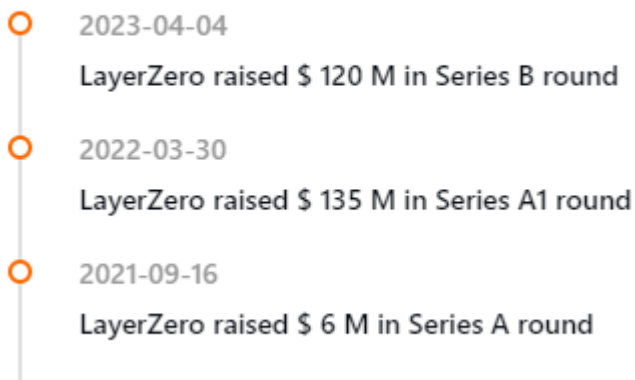 2023-04-04
LayerZero raised $ 120 M in Series B round
2022-03-30
LayerZero raised $ 135 M in Series A1 round
2021-09-16
LayerZero raised $ 6 M in Series A round